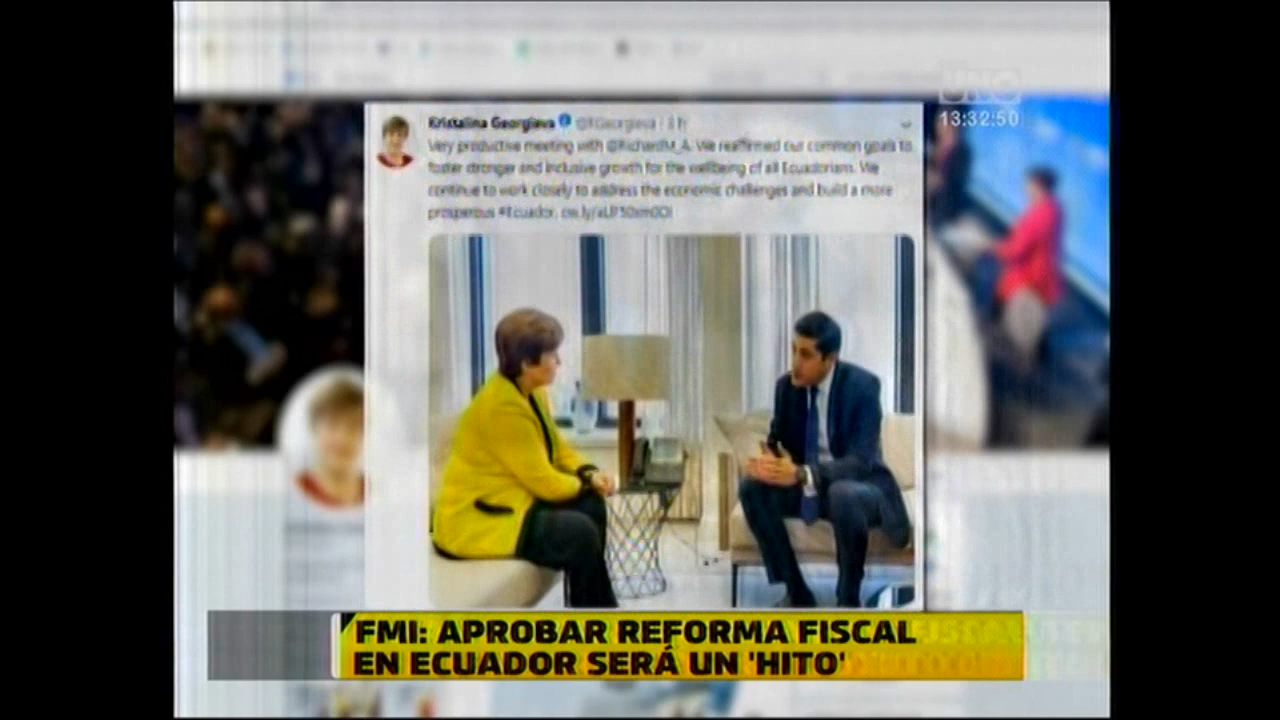 UNO
13:32:50
Kristalina Georgieva @KGeorgieva
Very productive meeting with @RichardM_A. We reaffirmed our common goals to
foster stronger and inclusive growth for the wellbeing of all Ecuadorians. We
continue to work closely to address the economic challenges and build a more
prosperous #Ecuador.
FMI: APROBAR REFORMA FISCAL
EN ECUADOR SERÁ UN 'HITO'